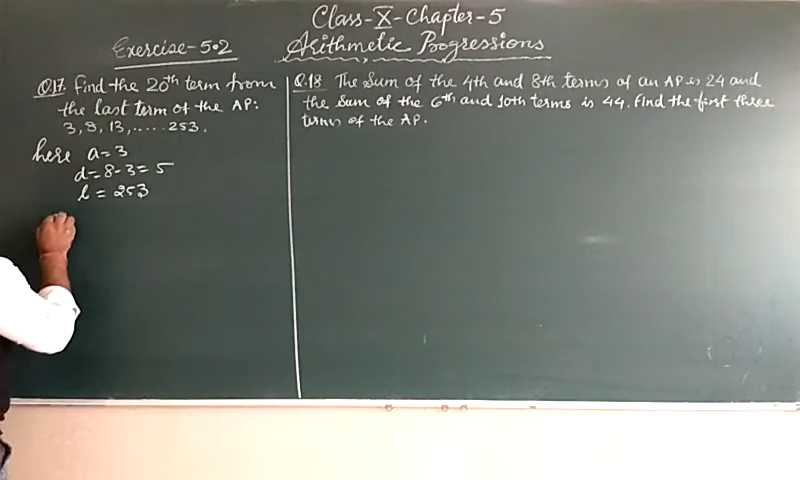 Class-X-Chapter-5
Exercise-5.2
Arithmetic Progressions
Q.17. Find the 20th term from
the last term of the AP:
3, 8, 13, ..... 253.
here a=3
d=8-3=5
l = 253
Q.18 The Sum of the 4th and 8th terms of an AP is 24 and
the sum of the 6th and 10th terms is 44. Find the first three
terms of the AP.